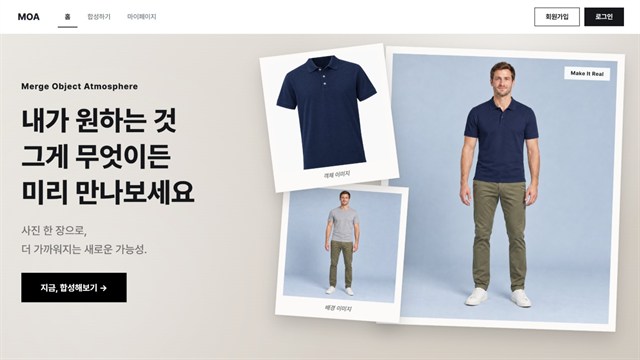 MOA
홈
합성하기
마이페이지
회원가입
로그인
Merge Object Atmosphere
내가 원하는 것
그게 무엇이든
미리 만나보세요
사진 한 장으로,
더 가까워지는 새로운 가능성.
지금, 합성해보기 →
객체 이미지
배경 이미지
Make It Real